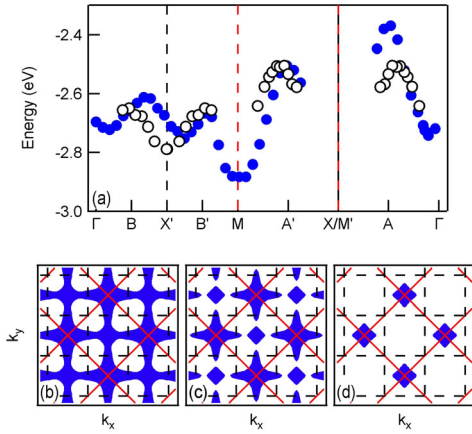 -2.4
-2.6
-2.8
-3.0
Energy (eV)
(a)
Γ B X' B' M A' X/M' A Γ
k_y
(b) (c) (d)
k_x k_x k_x